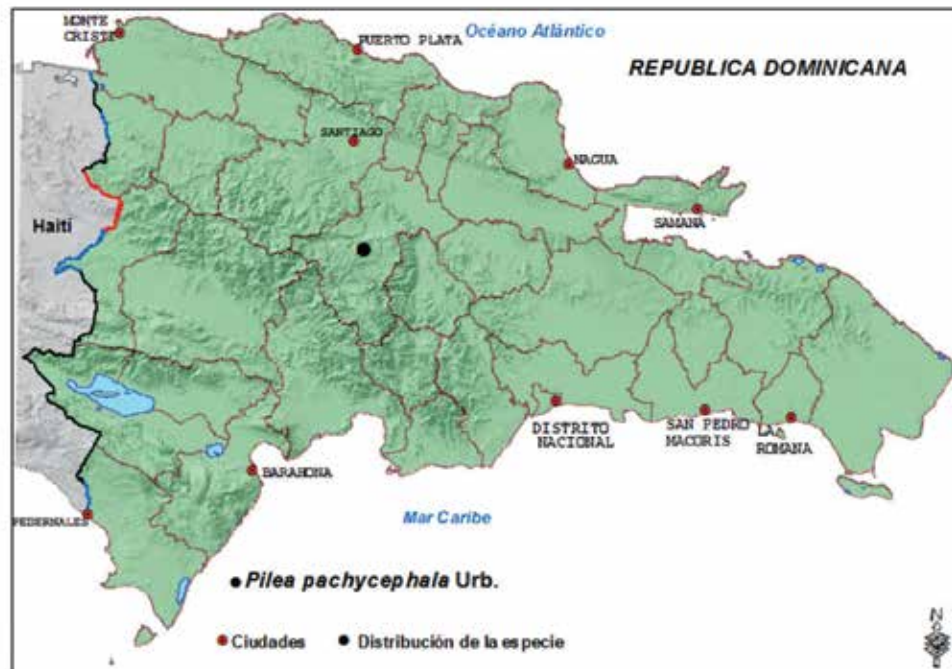 MONTE
CRISTI
PUERTO PLATA
Océano Atlántico
REPUBLICA DOMINICANA
SANTIAGO
NAGUA
SAMANA
Haití
DISTRITO
NACIONAL
SAN PEDRO
MACORIS
LA
ROMANA
BARAHONA
PEDERNALES
Mar Caribe
Pilea pachycephala Urb.
Ciudades
Distribución de la especie
N